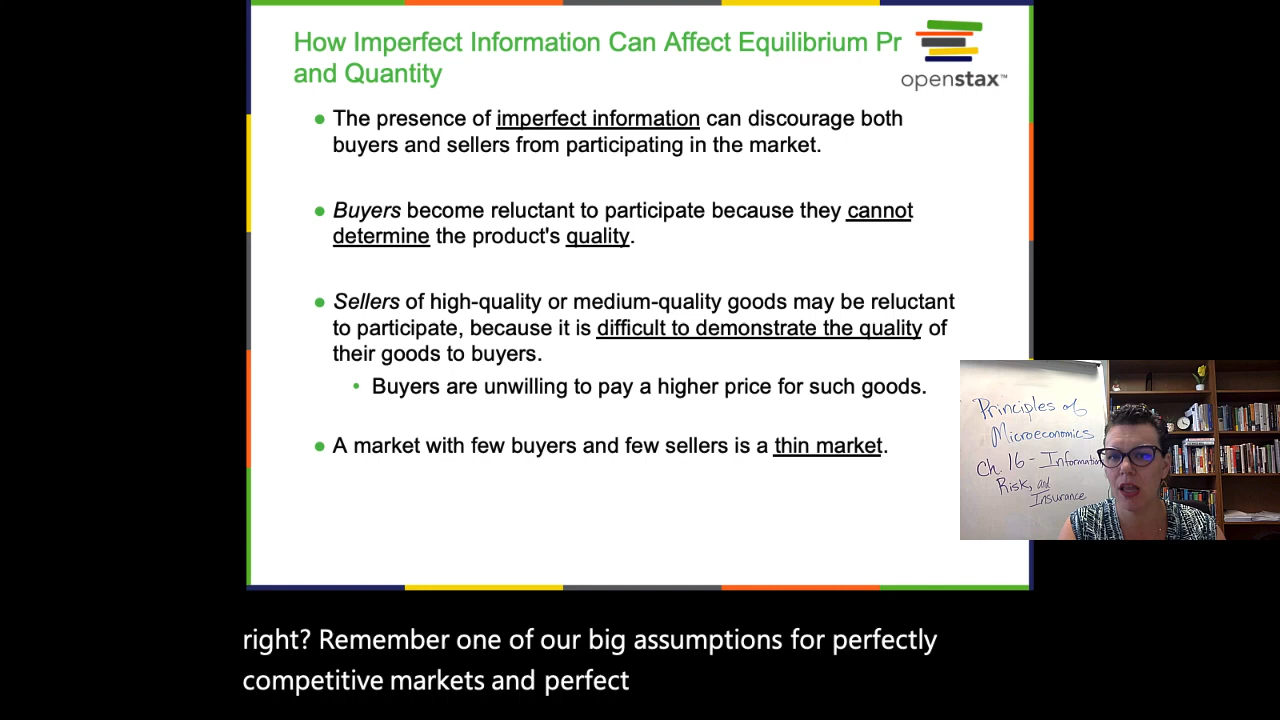 How Imperfect Information Can Affect Equilibrium Pr
and Quantity
openstax™
● The presence of imperfect information can discourage both
buyers and sellers from participating in the market.
● Buyers become reluctant to participate because they cannot
determine the product's quality.
● Sellers of high-quality or medium-quality goods may be reluctant
to participate, because it is difficult to demonstrate the quality of
their goods to buyers.
• Buyers are unwilling to pay a higher price for such goods.
● A market with few buyers and few sellers is a thin market.
Principles of
Microeconomics
Ch. 16 - Information
Risk, and
Insurance
right? Remember one of our big assumptions for perfectly
competitive markets and perfect